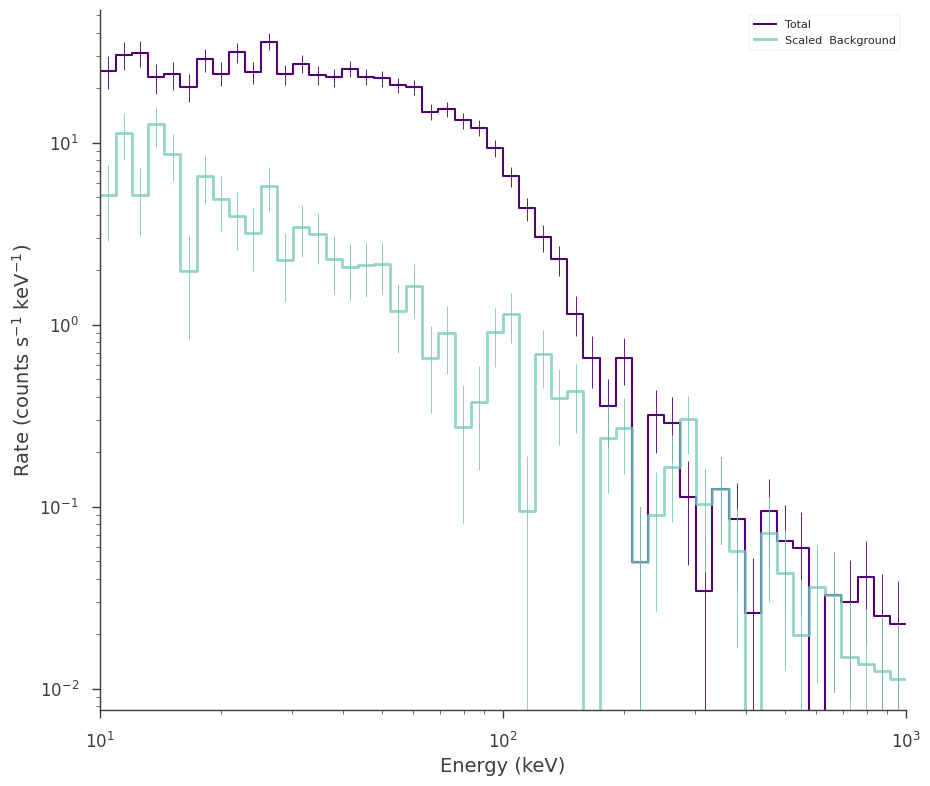 Total
Scaled  Background
Rate (counts s⁻¹ keV⁻¹)
10¹
10⁰
10⁻¹
10⁻²
10¹
10²
10³
Energy (keV)